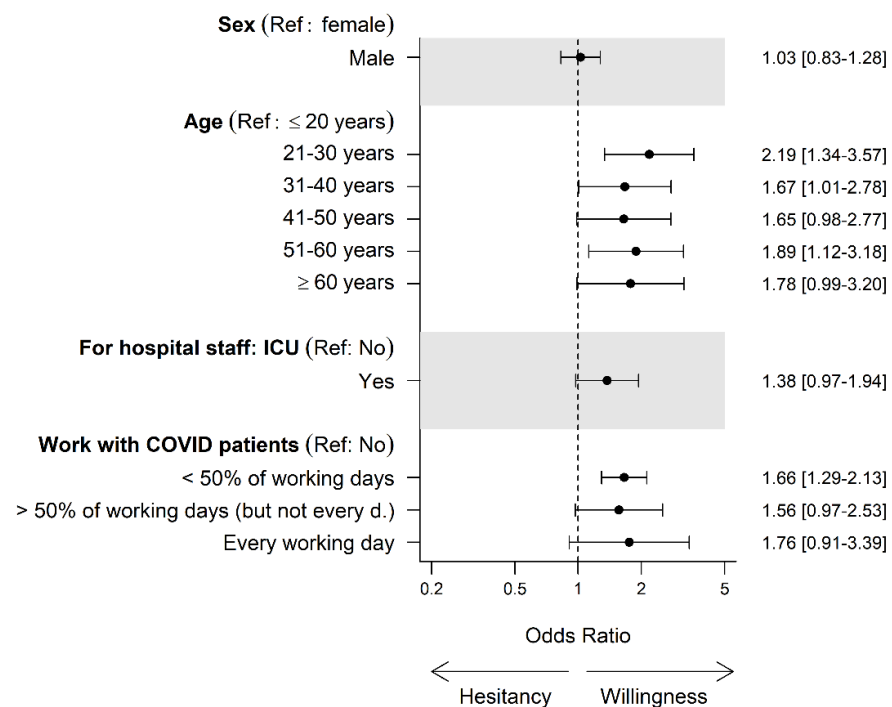 Sex (Ref: female)
Male 1.03 [0.83-1.28]
Age (Ref: ≤ 20 years)
21-30 years 2.19 [1.34-3.57]
31-40 years 1.67 [1.01-2.78]
41-50 years 1.65 [0.98-2.77]
51-60 years 1.89 [1.12-3.18]
≥ 60 years 1.78 [0.99-3.20]
For hospital staff: ICU (Ref: No)
Yes 1.38 [0.97-1.94]
Work with COVID patients (Ref: No)
< 50% of working days 1.66 [1.29-2.13]
> 50% of working days (but not every d.) 1.56 [0.97-2.53]
Every working day 1.76 [0.91-3.39]
0.2 0.5 1 2 5
Odds Ratio
Hesitancy Willingness